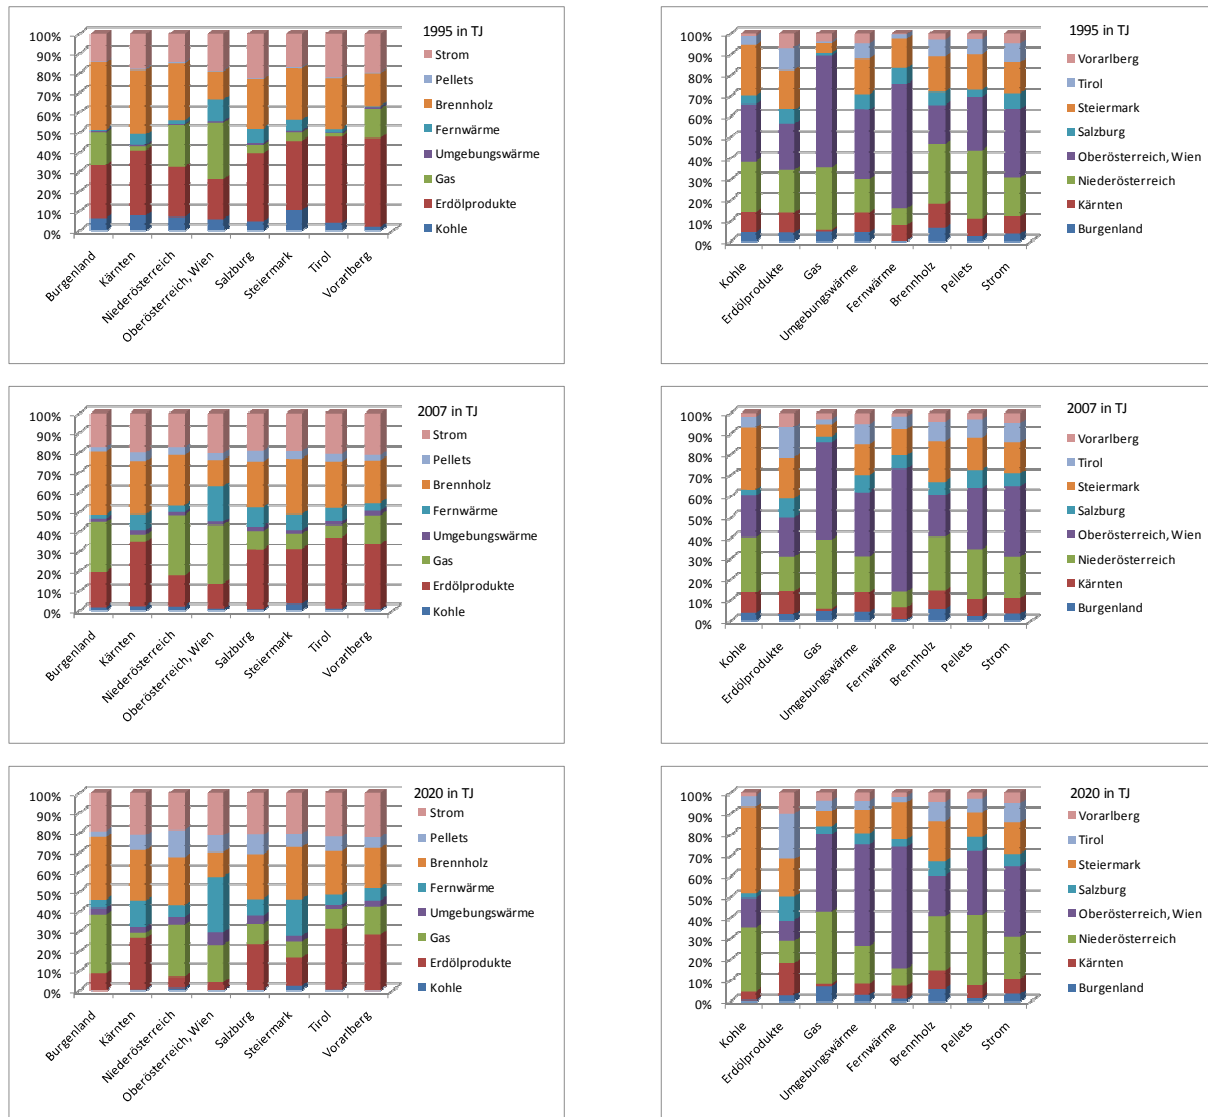 1995 in TJ
100%
90%
80%
70%
60%
50%
40%
30%
20%
10%
0%
Strom
Pellets
Brennholz
Fernwärme
Umgebungswärme
Gas
Erdölprodukte
Kohle
Burgenland
Kärnten
Niederösterreich
Oberösterreich, Wien
Salzburg
Steiermark
Tirol
Vorarlberg
1995 in TJ
100%
90%
80%
70%
60%
50%
40%
30%
20%
10%
0%
Vorarlberg
Tirol
Steiermark
Salzburg
Oberösterreich, Wien
Niederösterreich
Kärnten
Burgenland
Kohle
Erdölprodukte
Gas
Umgebungswärme
Fernwärme
Brennholz
Pellets
Strom
2007 in TJ
100%
90%
80%
70%
60%
50%
40%
30%
20%
10%
0%
Strom
Pellets
Brennholz
Fernwärme
Umgebungswärme
Gas
Erdölprodukte
Kohle
Burgenland
Kärnten
Niederösterreich
Oberösterreich, Wien
Salzburg
Steiermark
Tirol
Vorarlberg
2007 in TJ
100%
90%
80%
70%
60%
50%
40%
30%
20%
10%
0%
Vorarlberg
Tirol
Steiermark
Salzburg
Oberösterreich, Wien
Niederösterreich
Kärnten
Burgenland
Kohle
Erdölprodukte
Gas
Umgebungswärme
Fernwärme
Brennholz
Pellets
Strom
2020 in TJ
100%
90%
80%
70%
60%
50%
40%
30%
20%
10%
0%
Strom
Pellets
Brennholz
Fernwärme
Umgebungswärme
Gas
Erdölprodukte
Kohle
Burgenland
Kärnten
Niederösterreich
Oberösterreich, Wien
Salzburg
Steiermark
Tirol
Vorarlberg
2020 in TJ
100%
90%
80%
70%
60%
50%
40%
30%
20%
10%
0%
Vorarlberg
Tirol
Steiermark
Salzburg
Oberösterreich, Wien
Niederösterreich
Kärnten
Burgenland
Kohle
Erdölprodukte
Gas
Umgebungswärme
Fernwärme
Brennholz
Pellets
Strom